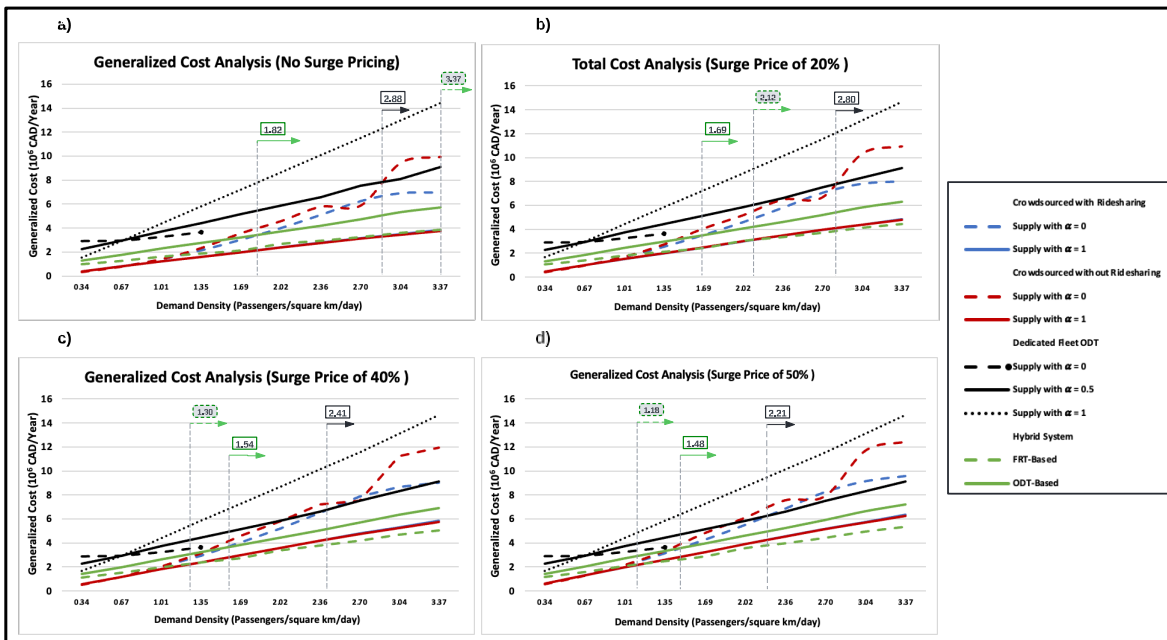 a)
Generalized Cost Analysis (No Surge Pricing)
Generalized Cost (10⁶ CAD/Year)
16
14
12
10
8
6
4
2
0
1.82
2.88
3.37
0.34 0.67 1.01 1.35 1.69 2.02 2.36 2.70 3.04 3.37
Demand Density (Passengers/square km/day)
b)
Total Cost Analysis (Surge Price of 20% )
Generalized Cost (10⁶ CAD/Year)
16
14
12
10
8
6
4
2
0
1.69
2.12
2.80
0.34 0.67 1.01 1.35 1.69 2.02 2.36 2.70 3.04 3.37
Demand Density (Passengers/square km/day)
c)
Generalized Cost Analysis (Surge Price of 40% )
Generalized Cost (10⁶ CAD/Year)
16
14
12
10
8
6
4
2
0
1.30
1.54
2.41
0.34 0.67 1.01 1.35 1.69 2.02 2.36 2.70 3.04 3.37
Demand Density (Passengers/square km/day)
d)
Generalized Cost Analysis (Surge Price of 50% )
Generalized Cost (10⁶ CAD/Year)
16
14
12
10
8
6
4
2
0
1.18
1.48
2.21
0.34 0.67 1.01 1.35 1.69 2.02 2.36 2.70 3.04 3.37
Demand Density (Passengers/square km/day)
Crowdsourced with Ridesharing
Supply with α = 0
Supply with α = 1
Crowdsourced without Ridesharing
Supply with α = 0
Supply with α = 1
Dedicated Fleet ODT
Supply with α = 0
Supply with α = 0.5
Supply with α = 1
Hybrid System
FRT-Based
ODT-Based